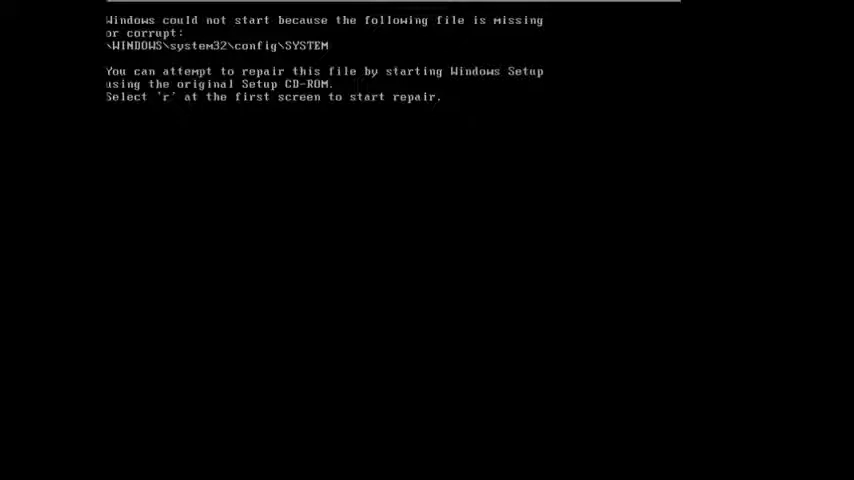 Windows could not start because the following file is missing
or corrupt:
\WINDOWS\system32\config\SYSTEM
You can attempt to repair this file by starting Windows Setup
using the original Setup CD-ROM.
Select 'r' at the first screen to start repair.